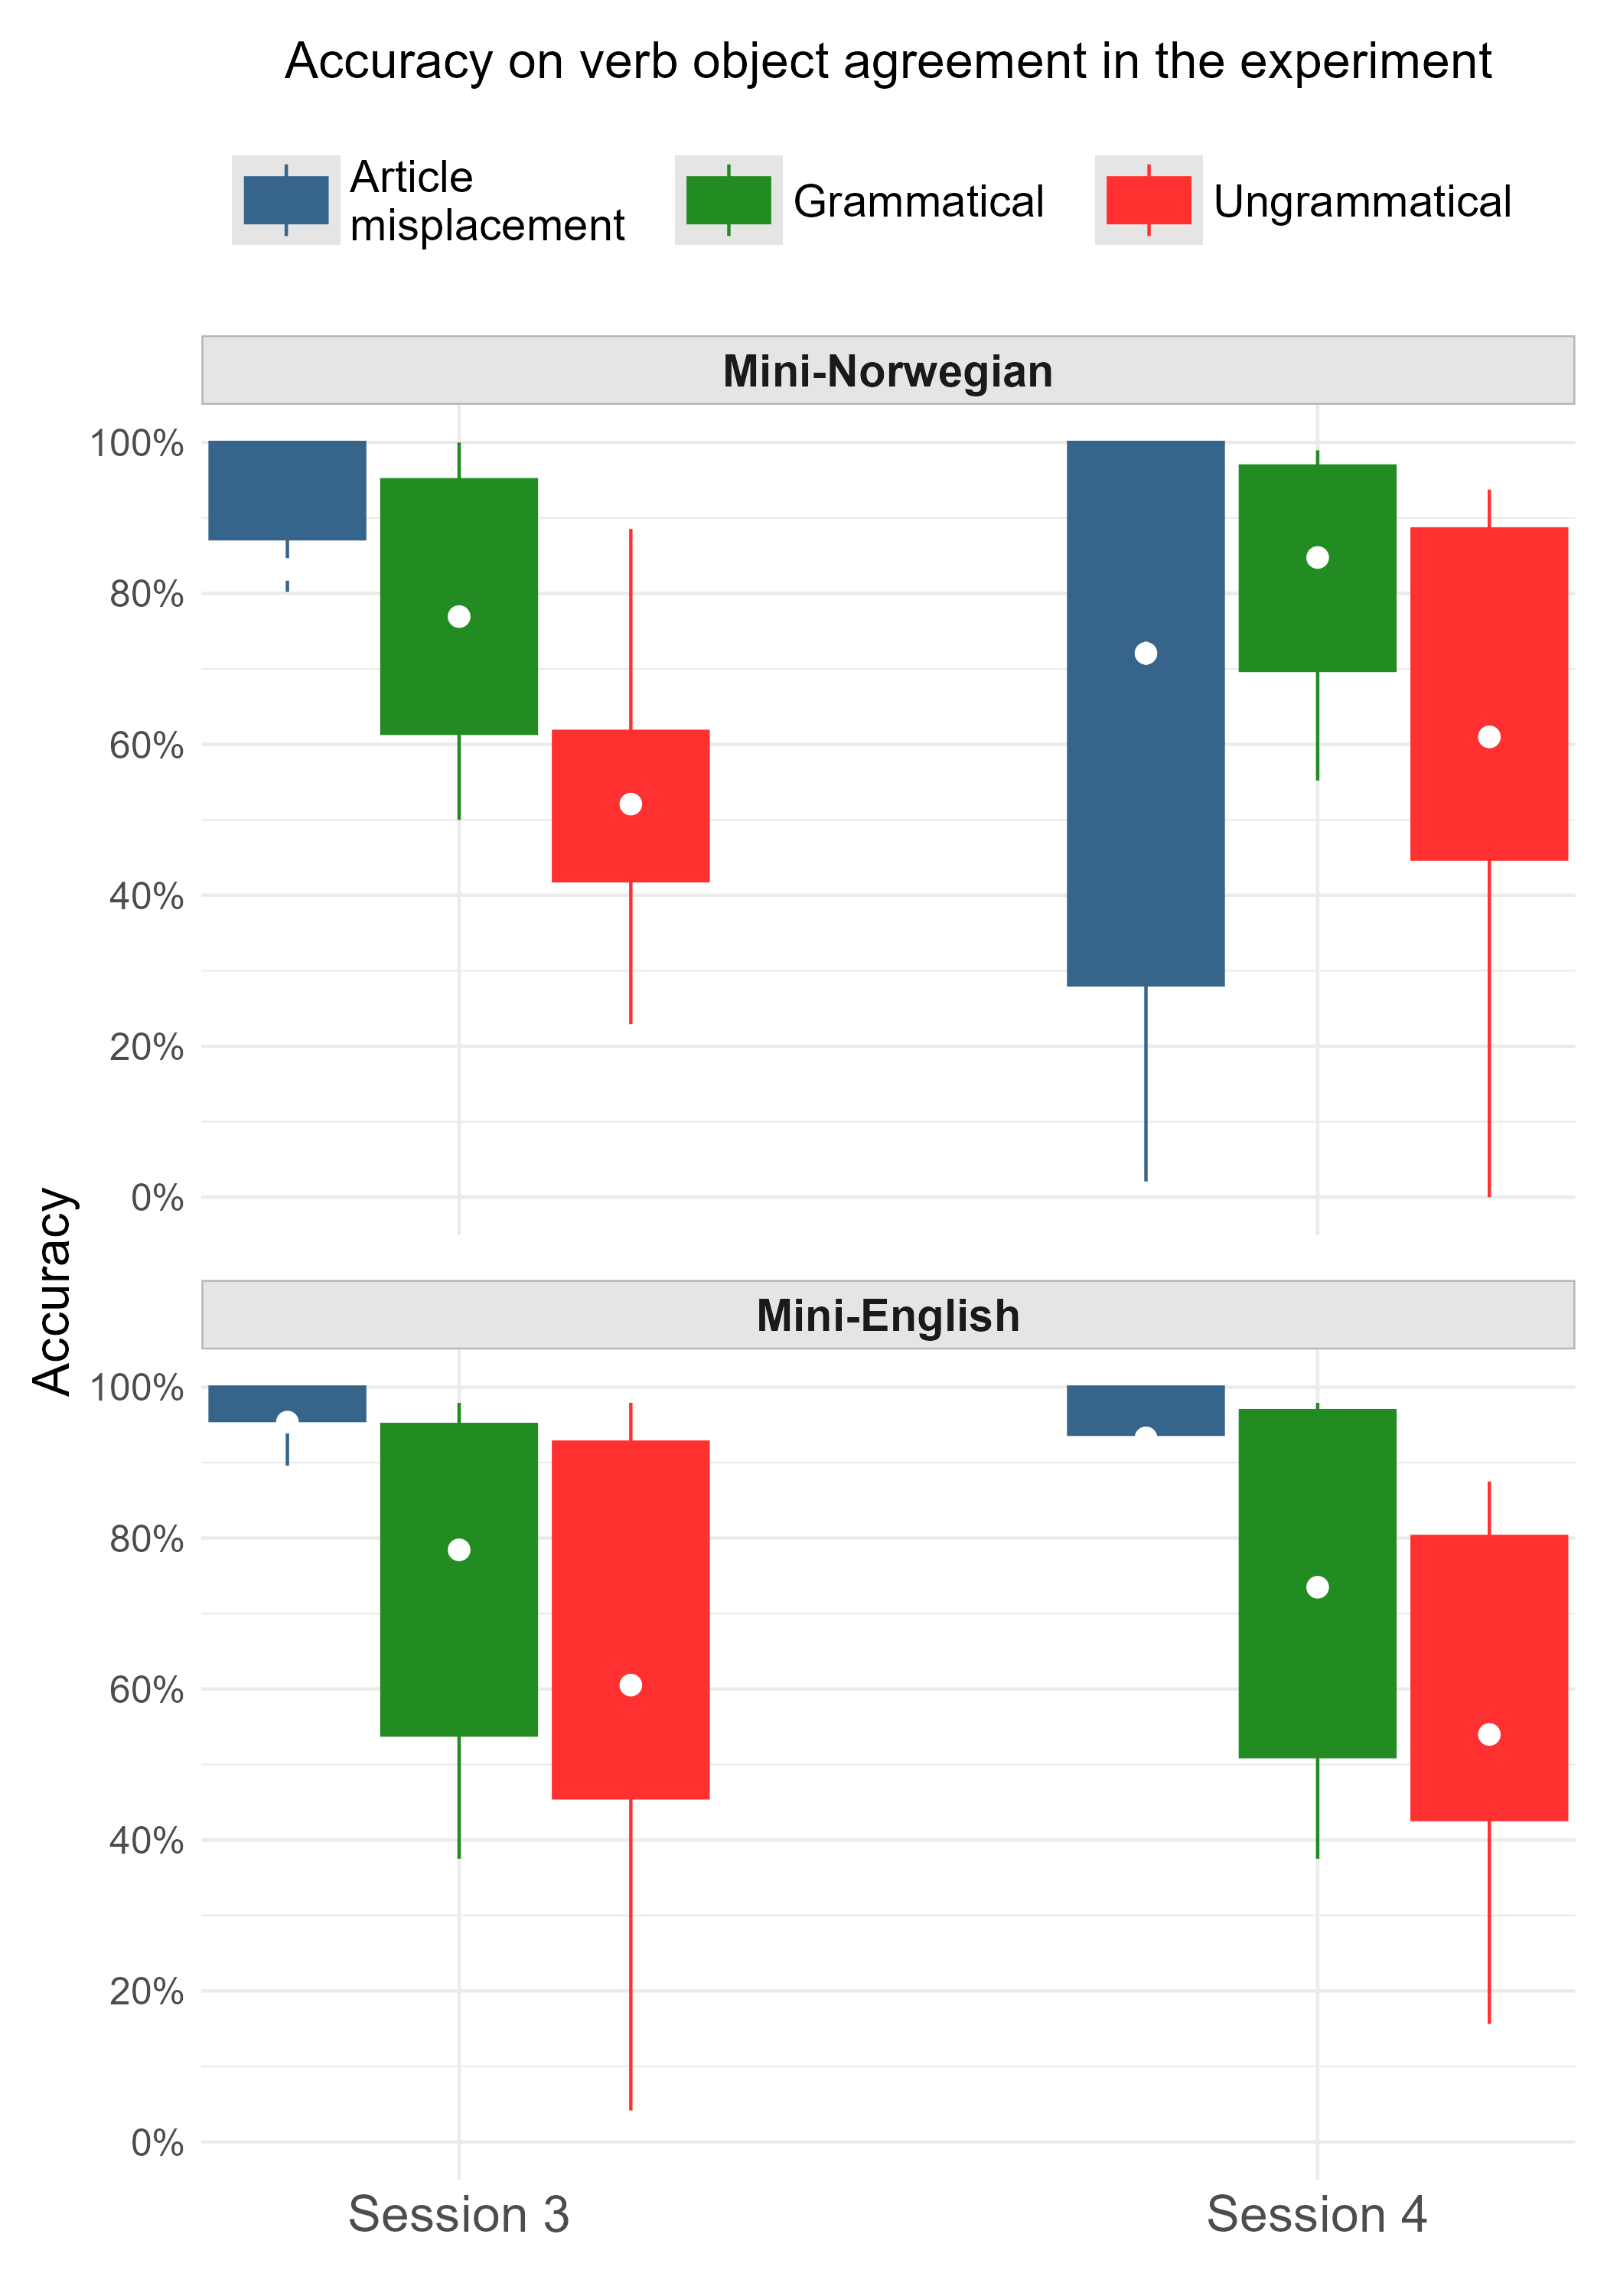 Accuracy on verb object agreement in the experiment
Article
misplacement
Grammatical
Ungrammatical
Mini-Norwegian
100%
80%
60%
40%
20%
0%
Accuracy
Mini-English
100%
80%
60%
40%
20%
0%
Session 3
Session 4